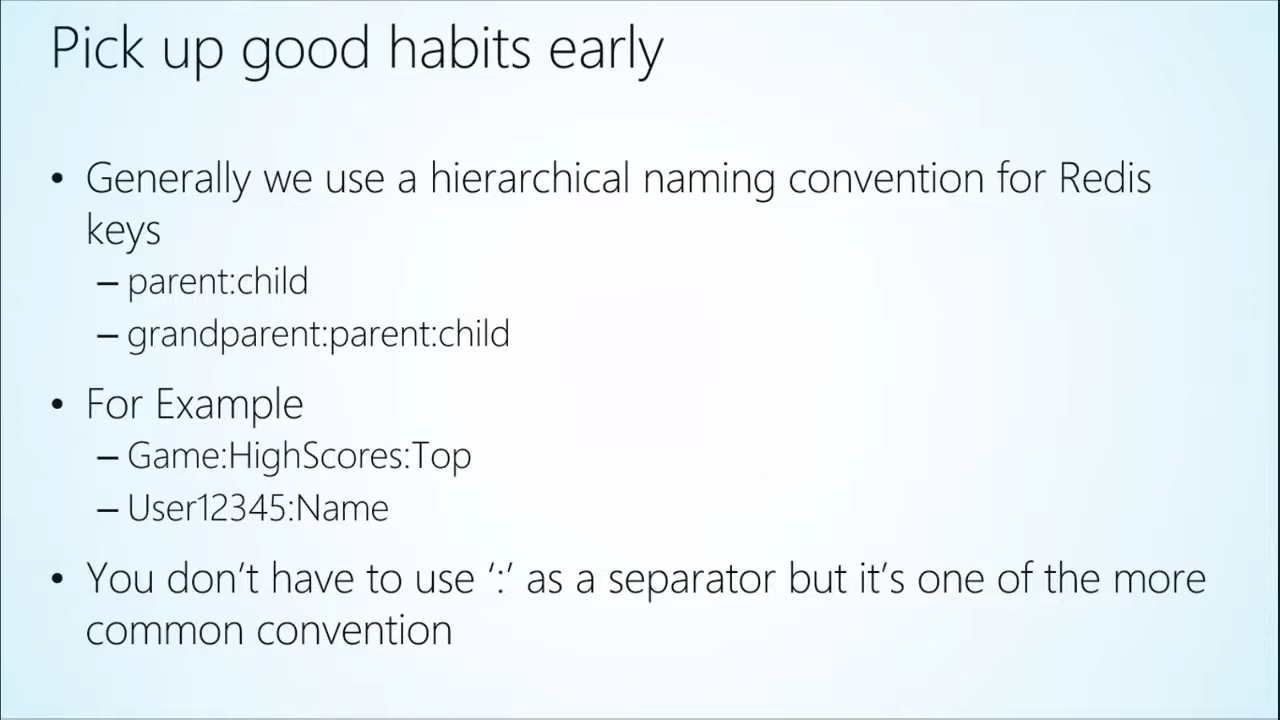 Pick up good habits early
• Generally we use a hierarchical naming convention for Redis
keys
– parent:child
– grandparent:parent:child
• For Example
– Game:HighScores:Top
– User12345:Name
• You don’t have to use ‘:’ as a separator but it’s one of the more
common convention